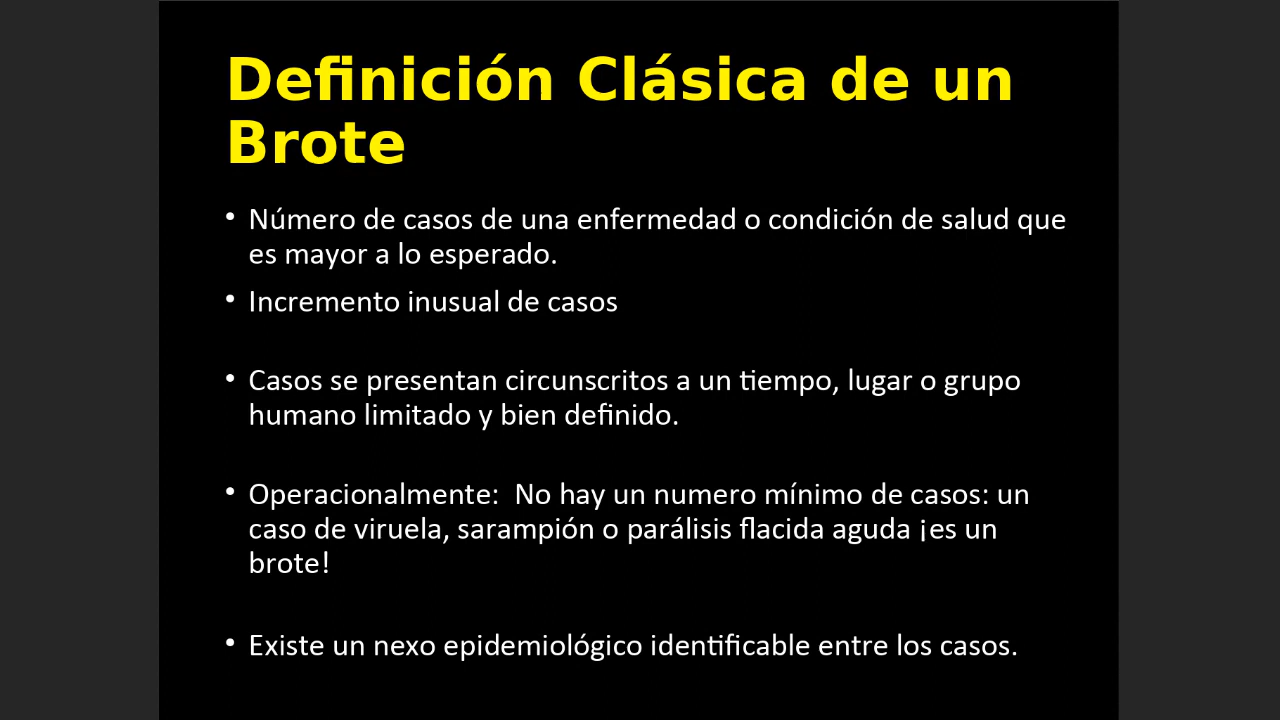 Definición Clásica de un
Brote
• Número de casos de una enfermedad o condición de salud que
es mayor a lo esperado.
• Incremento inusual de casos
• Casos se presentan circunscritos a un tiempo, lugar o grupo
humano limitado y bien definido.
• Operacionalmente:  No hay un numero mínimo de casos: un
caso de viruela, sarampión o parálisis flacida aguda ¡es un
brote!
• Existe un nexo epidemiológico identificable entre los casos.